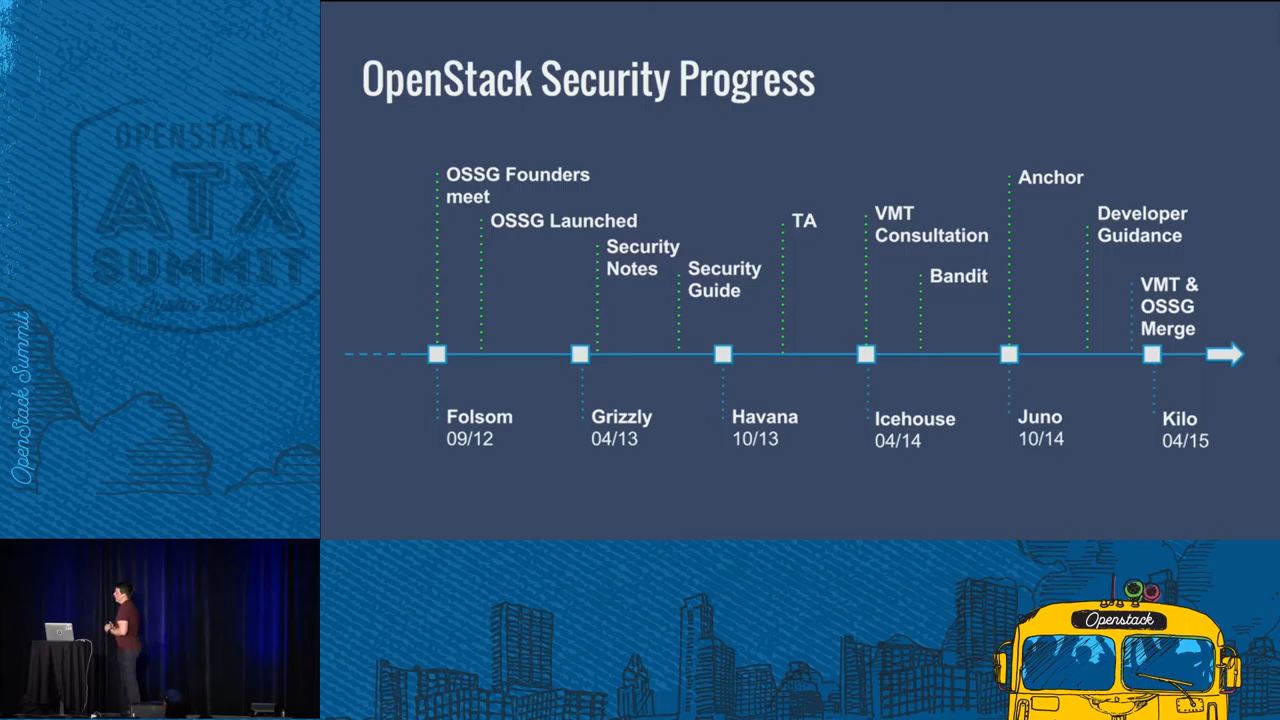 OpenStack Security Progress
OSSG Founders
meet
OSSG Launched
Security
Notes
Security
Guide
TA
VMT
Consultation
Bandit
Anchor
Developer
Guidance
VMT &
OSSG
Merge
Folsom
09/12
Grizzly
04/13
Havana
10/13
Icehouse
04/14
Juno
10/14
Kilo
04/15
OPENSTACK
ATX
SUMMIT
Austin 2016
OpenStack Summit
Openstack